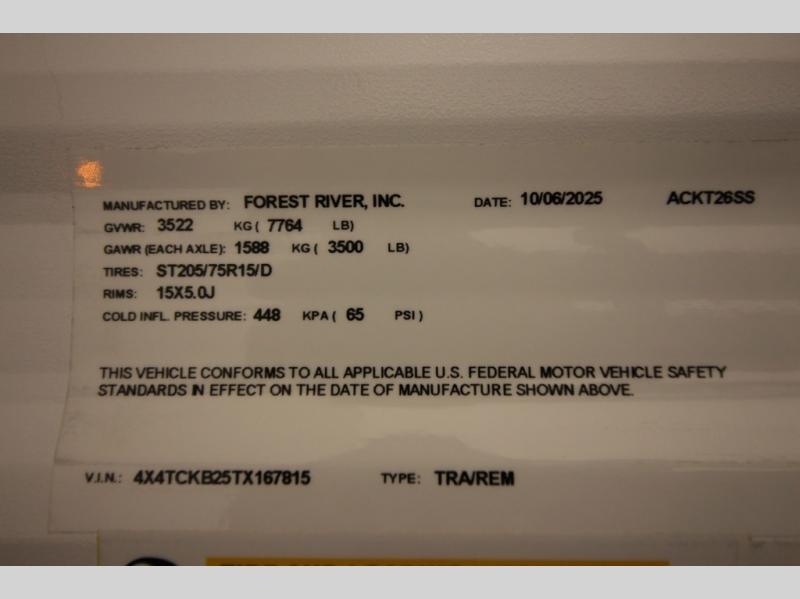 MANUFACTURED BY: FOREST RIVER, INC. DATE: 10/06/2025 ACKT26SS
GVWR: 3522 KG ( 7764 LB)
GAWR (EACH AXLE): 1588 KG ( 3500 LB)
TIRES: ST205/75R15/D
RIMS: 15X5.0J
COLD INFL. PRESSURE: 448 KPA ( 65 PSI )
THIS VEHICLE CONFORMS TO ALL APPLICABLE U.S. FEDERAL MOTOR VEHICLE SAFETY
STANDARDS IN EFFECT ON THE DATE OF MANUFACTURE SHOWN ABOVE.
V.I.N.: 4X4TCKB25TX167815 TYPE: TRA/REM